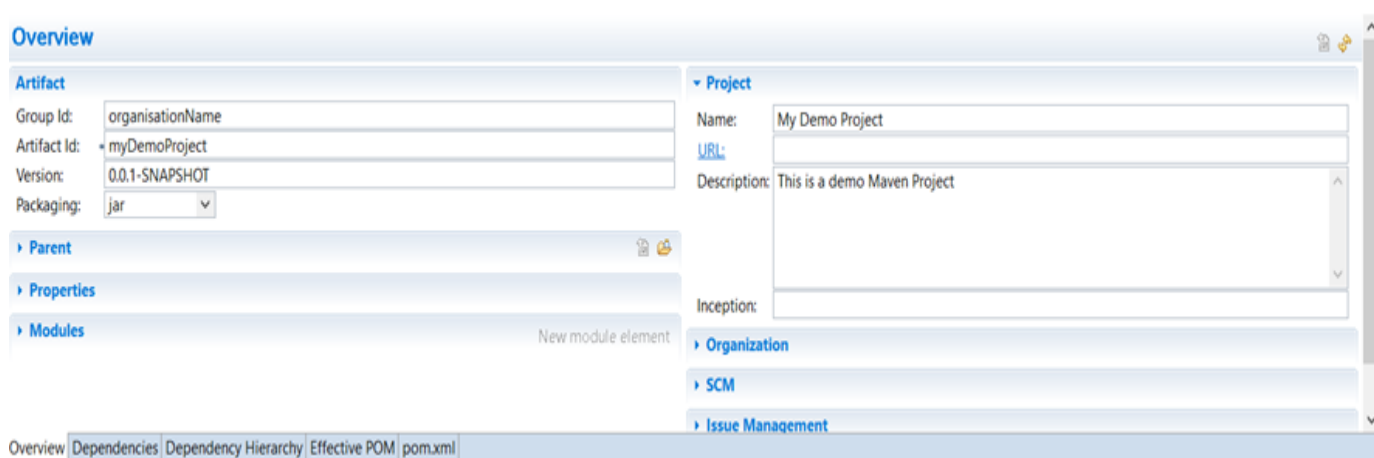 Overview
Artifact
Group Id: organisationName
Artifact Id: myDemoProject
Version: 0.0.1-SNAPSHOT
Packaging: jar
Parent
Properties
Modules
New module element
Project
Name: My Demo Project
URL:
Description: This is a demo Maven Project
Inception:
Organization
SCM
Issue Management
Overview Dependencies Dependency Hierarchy Effective POM pom.xml